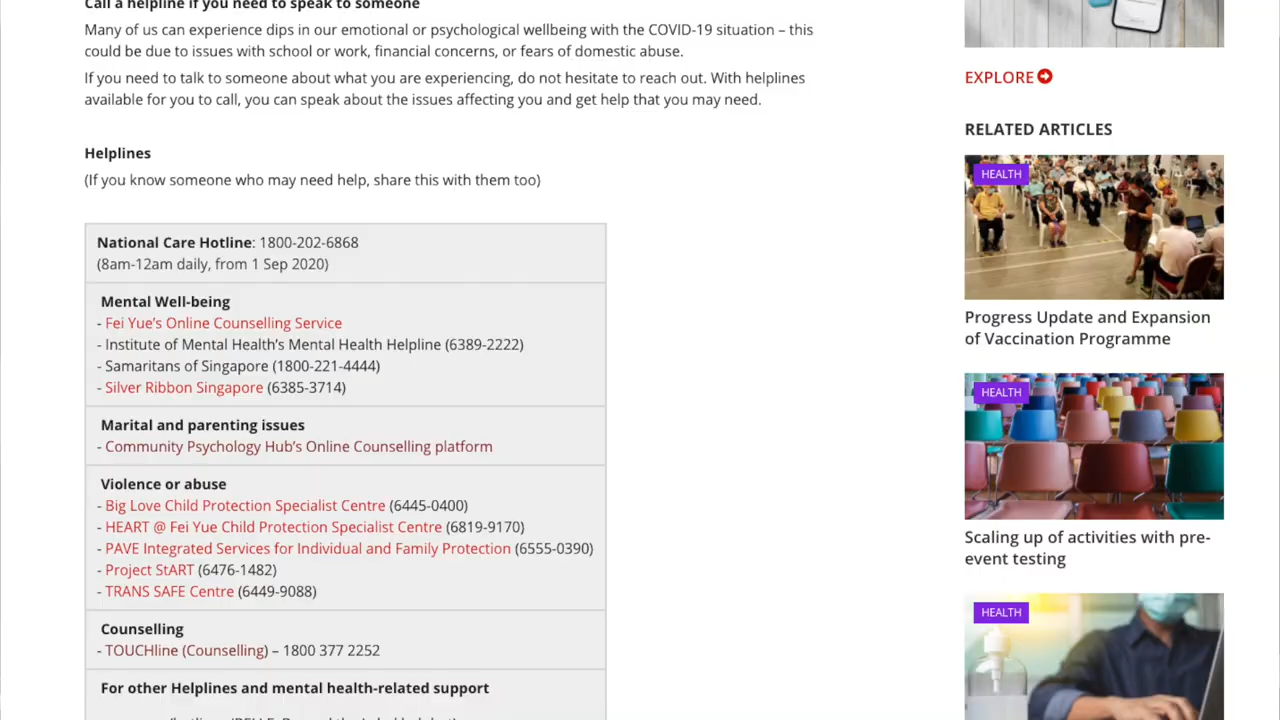 Call a helpline if you need to speak to someone
Many of us can experience dips in our emotional or psychological wellbeing with the COVID-19 situation – this
could be due to issues with school or work, financial concerns, or fears of domestic abuse.
If you need to talk to someone about what you are experiencing, do not hesitate to reach out. With helplines
available for you to call, you can speak about the issues affecting you and get help that you may need.
Helplines
(If you know someone who may need help, share this with them too)
National Care Hotline: 1800-202-6868
(8am-12am daily, from 1 Sep 2020)
Mental Well-being
- Fei Yue's Online Counselling Service
- Institute of Mental Health's Mental Health Helpline (6389-2222)
- Samaritans of Singapore (1800-221-4444)
- Silver Ribbon Singapore (6385-3714)
Marital and parenting issues
- Community Psychology Hub's Online Counselling platform
Violence or abuse
- Big Love Child Protection Specialist Centre (6445-0400)
- HEART @ Fei Yue Child Protection Specialist Centre (6819-9170)
- PAVE Integrated Services for Individual and Family Protection (6555-0390)
- Project StART (6476-1482)
- TRANS SAFE Centre (6449-9088)
Counselling
- TOUCHline (Counselling) – 1800 377 2252
For other Helplines and mental health-related support
EXPLORE
RELATED ARTICLES
HEALTH
Progress Update and Expansion
of Vaccination Programme
HEALTH
Scaling up of activities with pre-
event testing
HEALTH